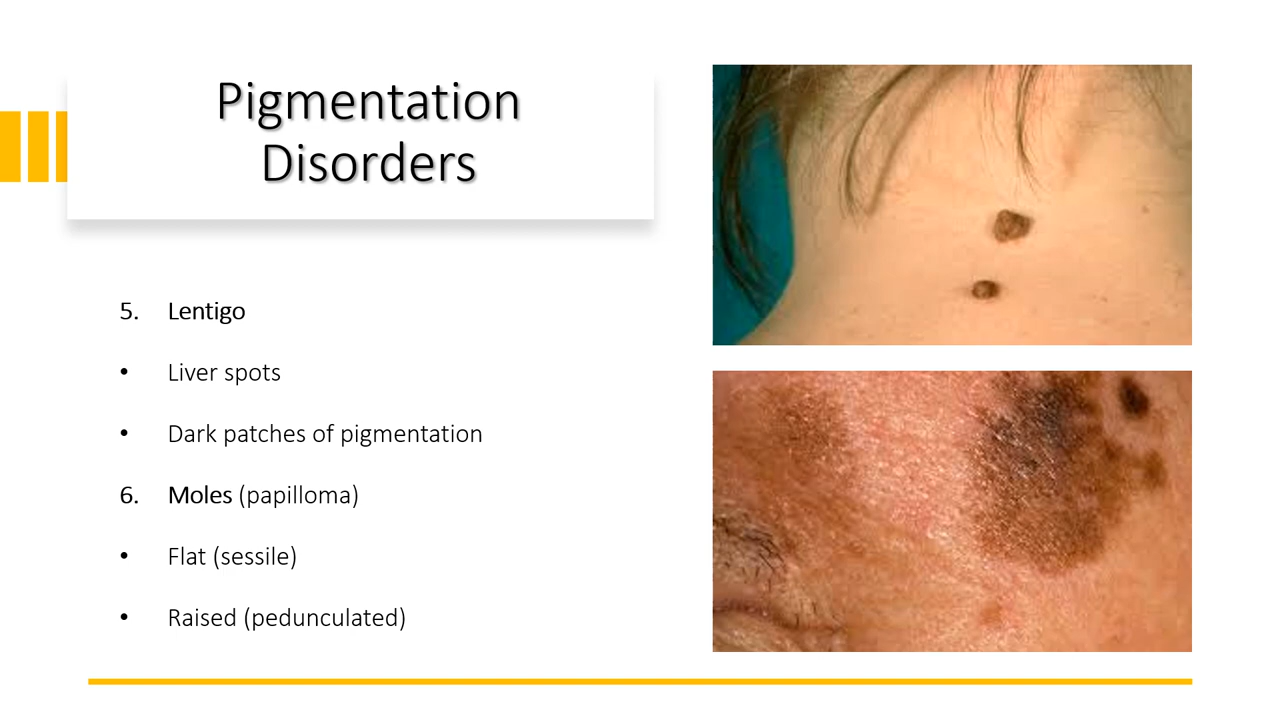 Pigmentation
Disorders
5. Lentigo
• Liver spots
• Dark patches of pigmentation
6. Moles (papilloma)
• Flat (sessile)
• Raised (pedunculated)